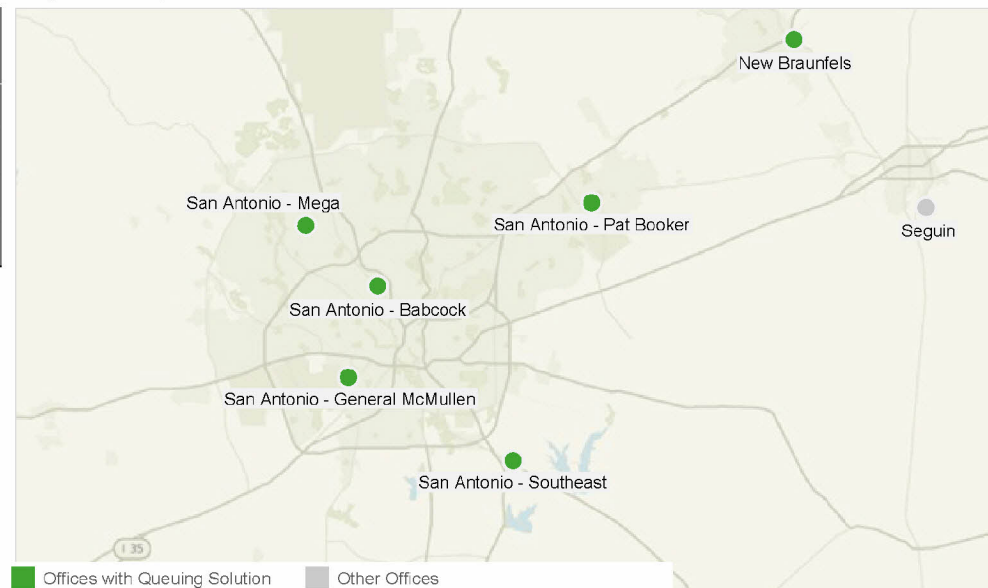 New Braunfels
San Antonio - Mega
San Antonio - Pat Booker
Seguin
San Antonio - Babcock
San Antonio - General McMullen
San Antonio - Southeast
I 35
Offices with Queuing Solution
Other Offices